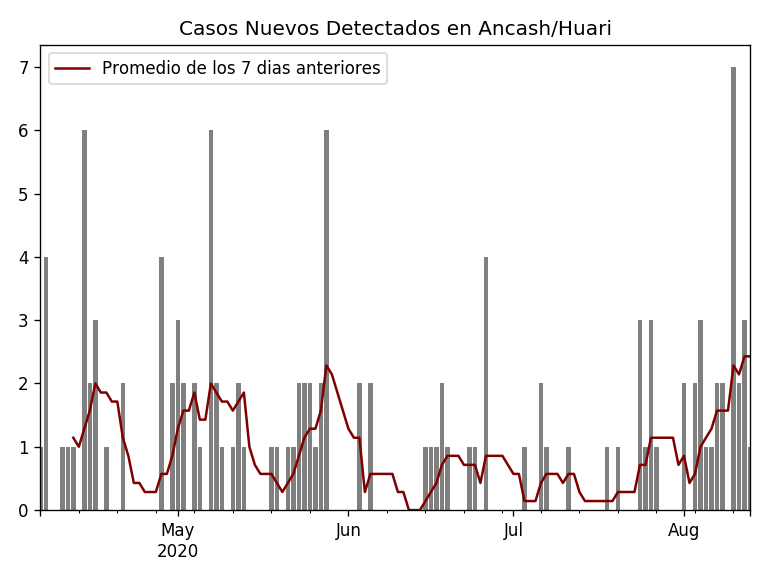 Casos Nuevos Detectados en Ancash/Huari
Promedio de los 7 dias anteriores
7
6
5
4
3
2
1
0
May
2020
Jun
Jul
Aug